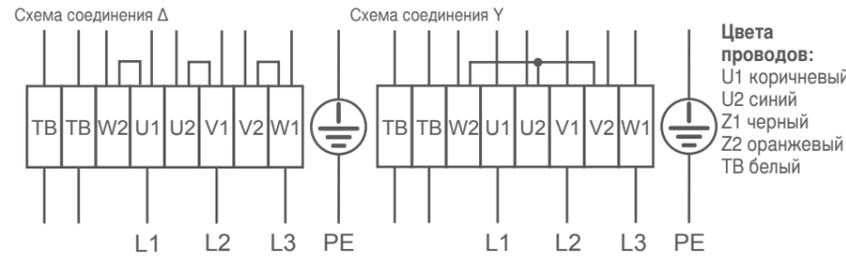 Схема соединения Δ
TB TB W2 U1 U2 V1 V2 W1
L1 L2 L3 PE
Схема соединения Y
TB TB W2 U1 U2 V1 V2 W1
L1 L2 L3 PE
Цвета
проводов:
U1 коричневый
U2 синий
Z1 черный
Z2 оранжевый
TB белый